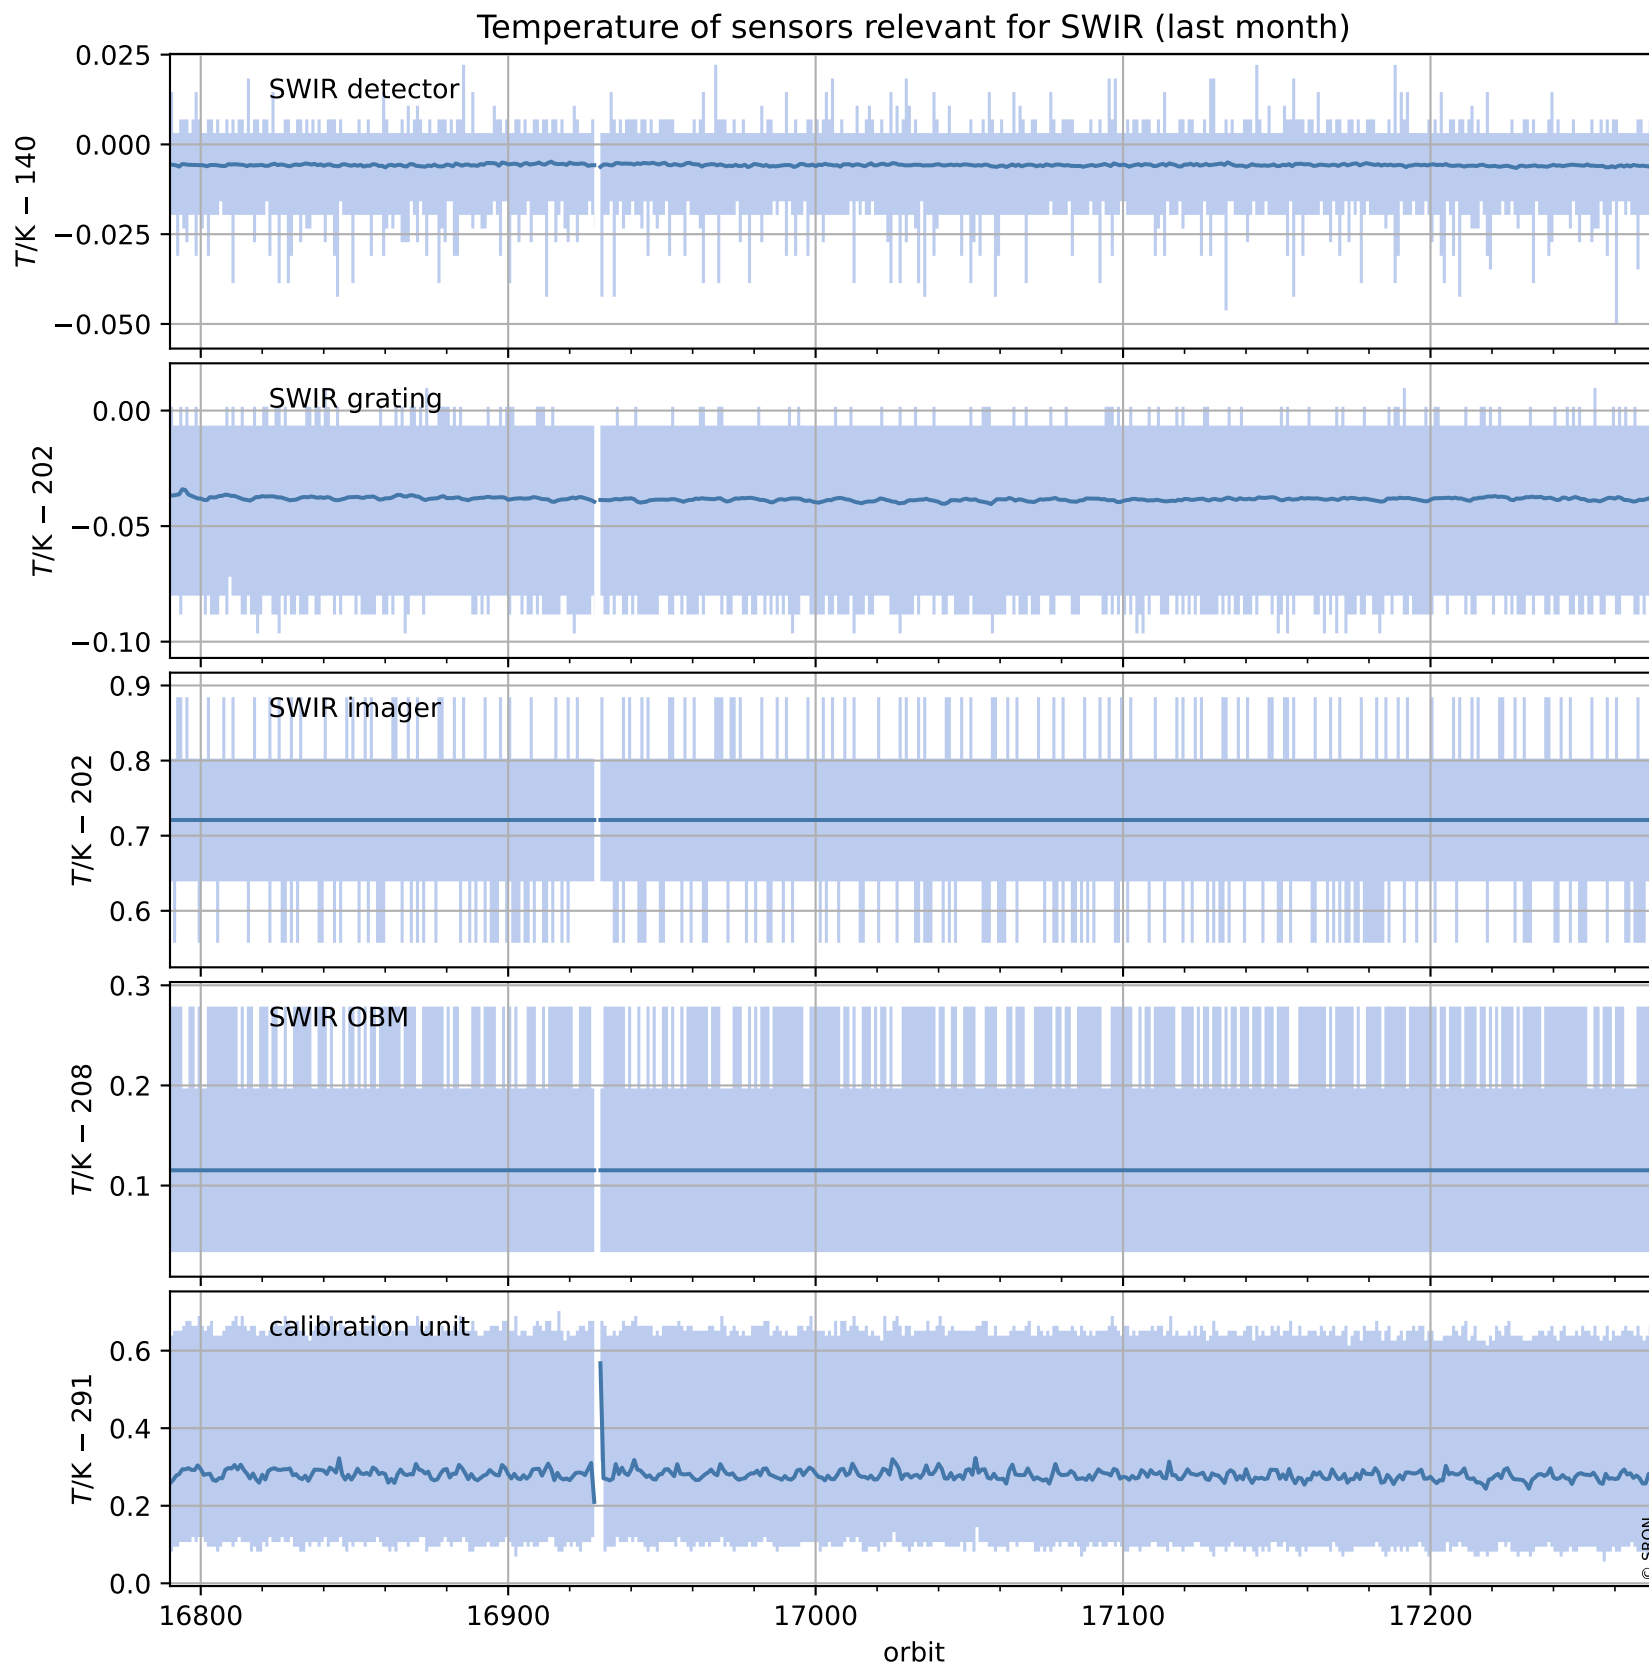 Temperature of sensors relevant for SWIR (last month)
0.025
SWIR detector
0.000
−0.025
−0.050
T/K − 140
SWIR grating
0.00
−0.05
−0.10
T/K − 202
0.9
SWIR imager
0.8
0.7
0.6
T/K − 202
0.3
SWIR OBM
0.2
0.1
T/K − 208
calibration unit
0.6
0.4
0.2
0.0
T/K − 291
16800 16900 17000 17100 17200
orbit
© SRON